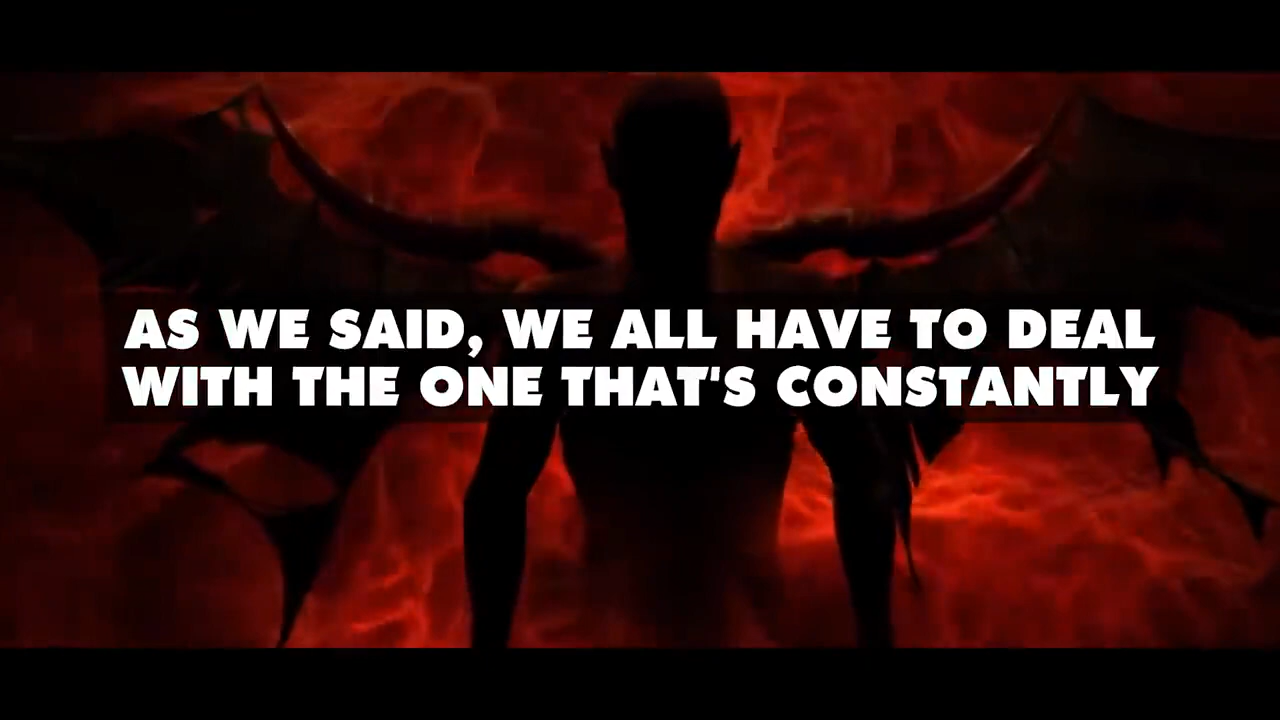 AS WE SAID, WE ALL HAVE TO DEAL
WITH THE ONE THAT'S CONSTANTLY